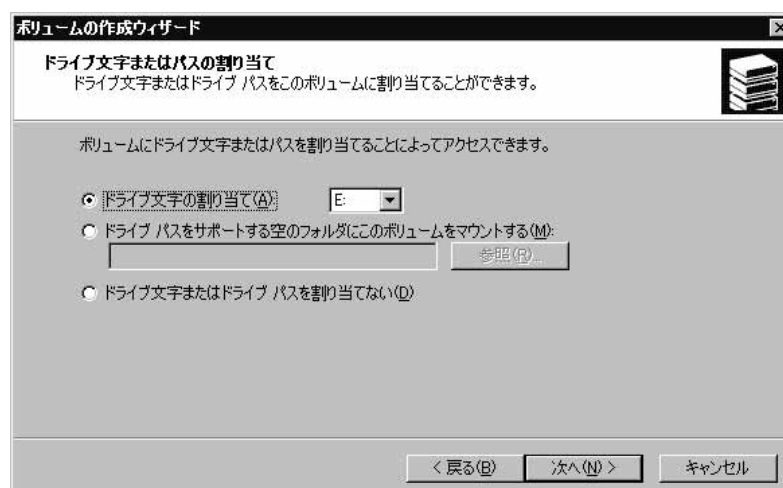 ボリュームの作成ウィザード
ドライブ文字またはパスの割り当て
ドライブ文字またはドライブ パスをこのボリュームに割り当てることができます。
ボリュームにドライブ文字またはパスを割り当てることによってアクセスできます。
ドライブ文字の割り当て(A): E:
ドライブ パスをサポートする空のフォルダにこのボリュームをマウントする(M):
参照(R)...
ドライブ文字またはドライブ パスを割り当てない(D)
< 戻る(B) 次へ(N) > キャンセル